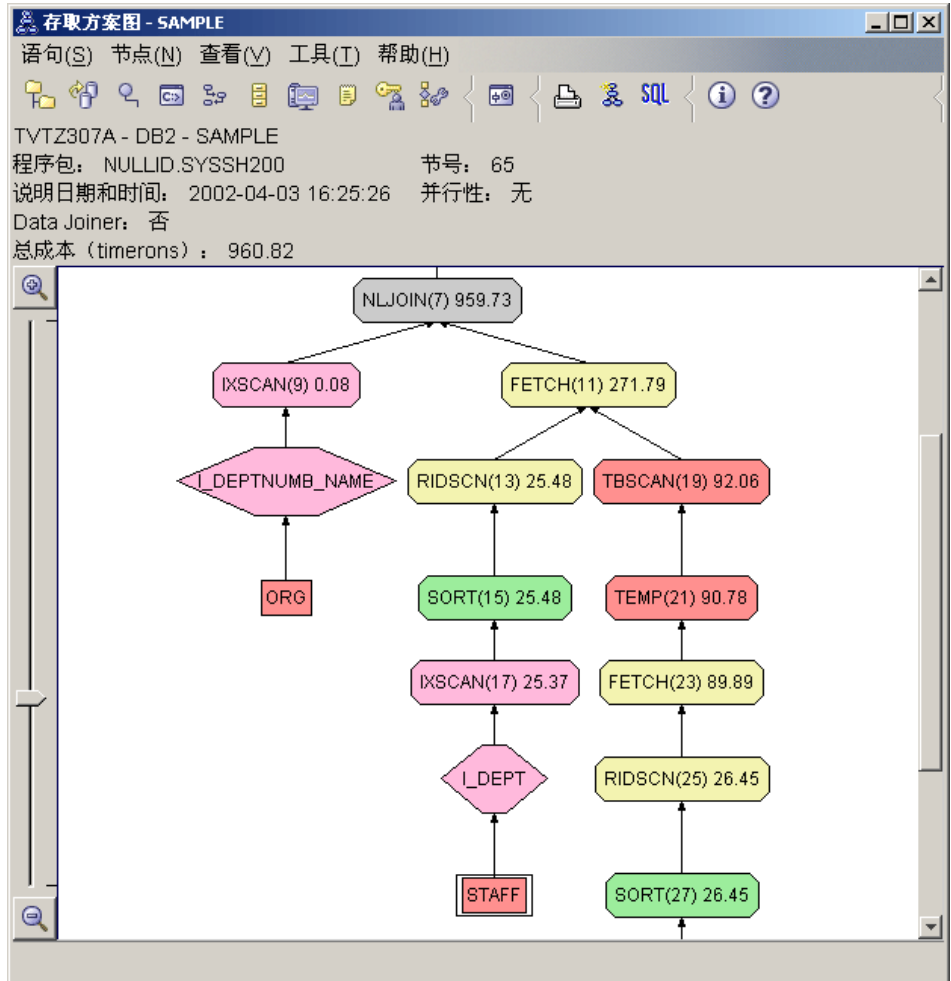 存取方案图 - SAMPLE
语句(S) 节点(N) 查看(V) 工具(T) 帮助(H)
C:> SQL
TVTZ307A - DB2 - SAMPLE
程序包: NULLID.SYSSH200 节号: 65
说明日期和时间: 2002-04-03 16:25:26 并行性: 无
Data Joiner: 否
总成本（timerons）: 960.82
NLJOIN(7) 959.73
IXSCAN(9) 0.08 FETCH(11) 271.79
I_DEPTNUMB_NAME RIDSCN(13) 25.48 TBSCAN(19) 92.06
ORG SORT(15) 25.48 TEMP(21) 90.78
IXSCAN(17) 25.37 FETCH(23) 89.89
I_DEPT RIDSCN(25) 26.45
STAFF SORT(27) 26.45